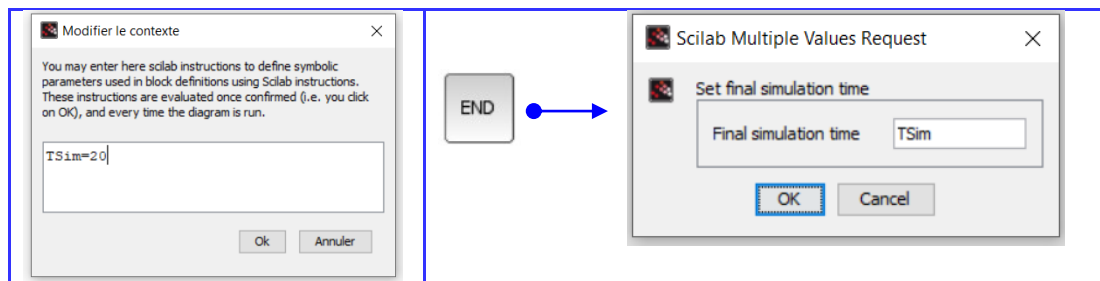 Modifier le contexte
You may enter here scilab instructions to define symbolic
parameters used in block definitions using Scilab instructions.
These instructions are evaluated once confirmed (i.e. you click
on OK), and every time the diagram is run.
TSim=20
Ok Annuler
END
Scilab Multiple Values Request
Set final simulation time
Final simulation time TSim
OK Cancel